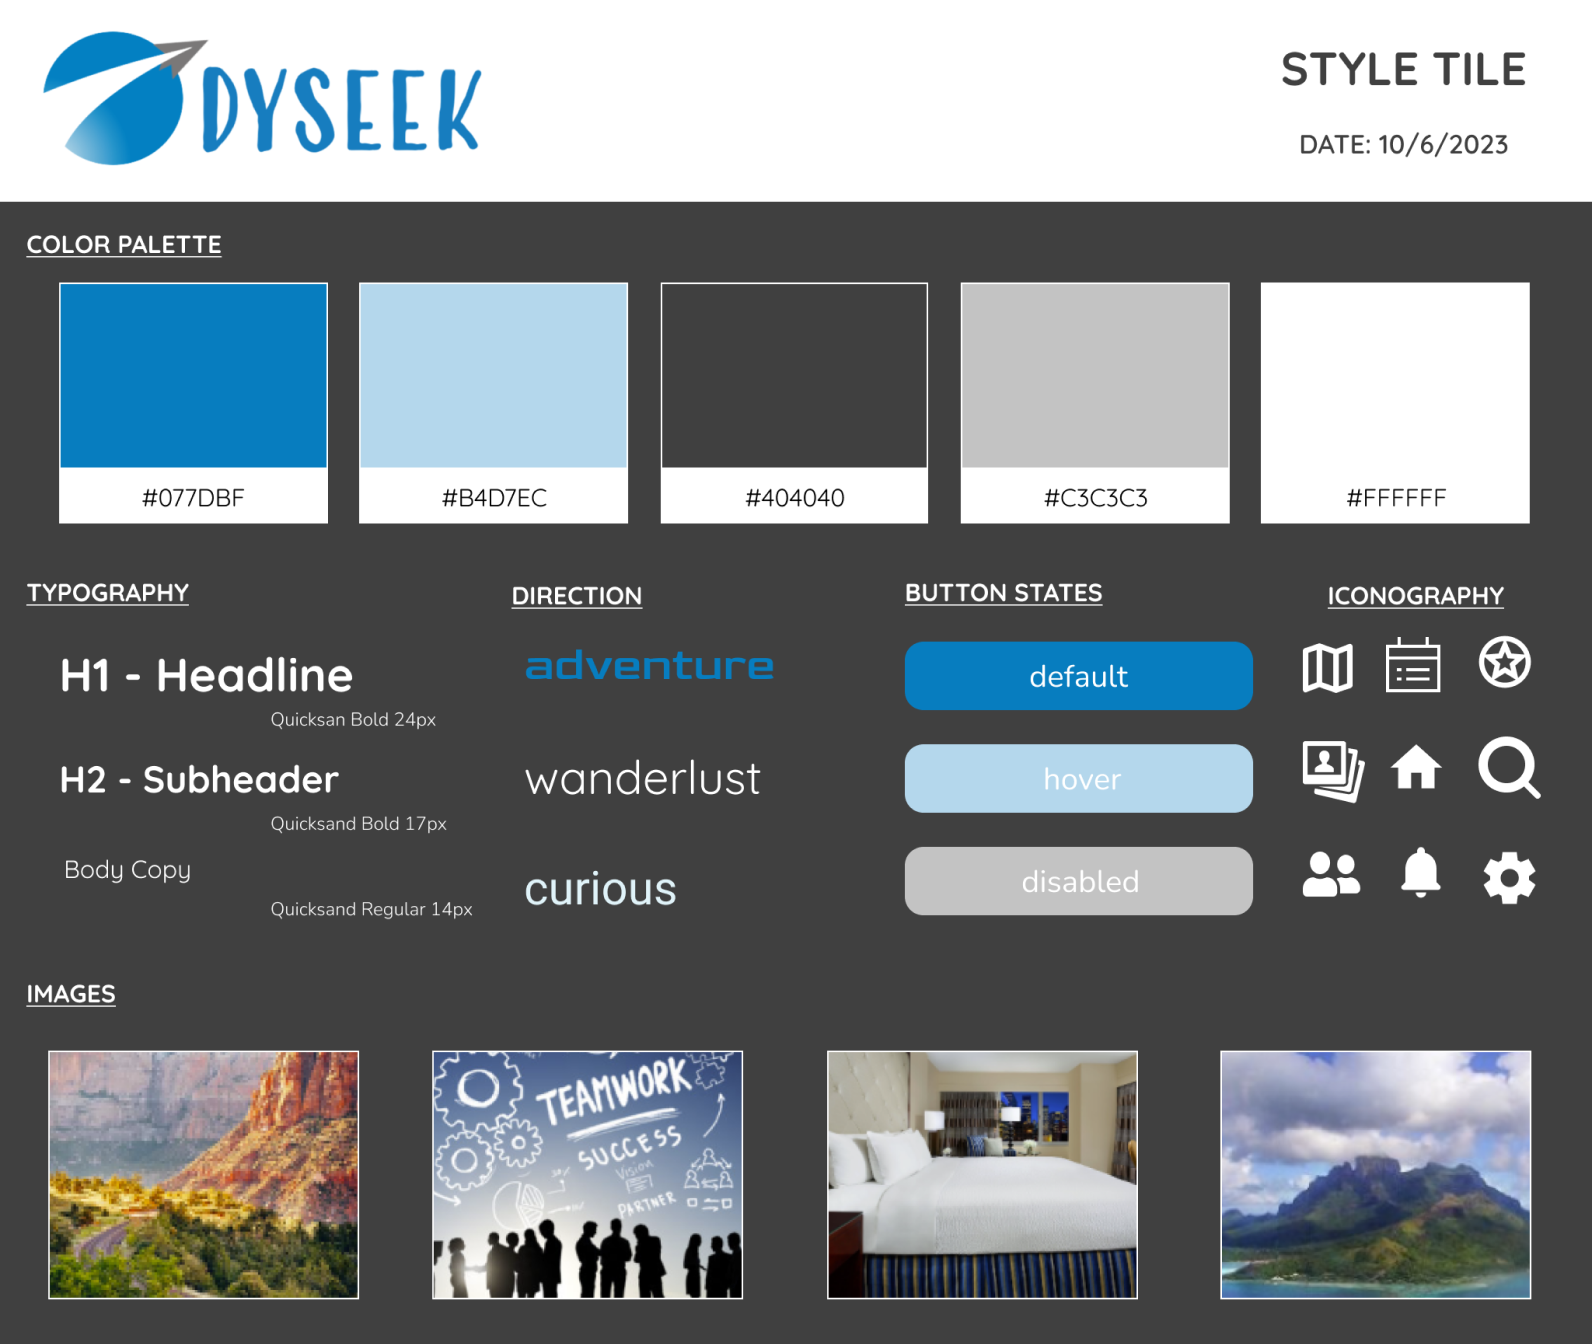 DYSEEK
STYLE TILE
DATE: 10/6/2023
COLOR PALETTE
#077DBF
#B4D7EC
#404040
#C3C3C3
#FFFFFF
TYPOGRAPHY
H1 - Headline
Quicksan Bold 24px
H2 - Subheader
Quicksand Bold 17px
Body Copy
Quicksand Regular 14px
DIRECTION
adventure
wanderlust
curious
BUTTON STATES
default
hover
disabled
ICONOGRAPHY
IMAGES
TEAMWORK
SUCCESS
VISION
PARTNER